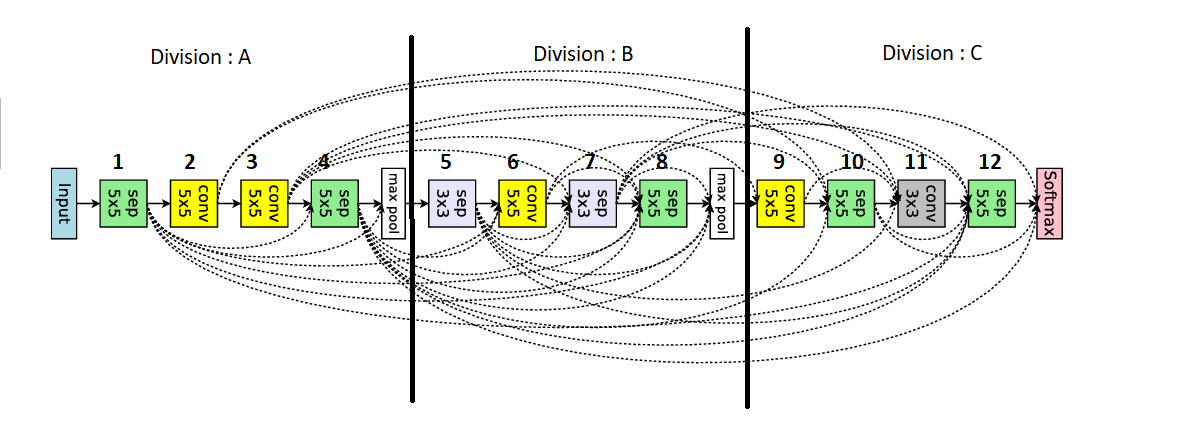 Division : A
Division : B
Division : C
1
2
3
4
5
6
7
8
9
10
11
12
Input
sep
5x5
conv
5x5
conv
5x5
sep
5x5
max pool
sep
3x3
conv
5x5
sep
3x3
sep
5x5
max pool
conv
5x5
sep
5x5
conv
3x3
sep
5x5
Softmax